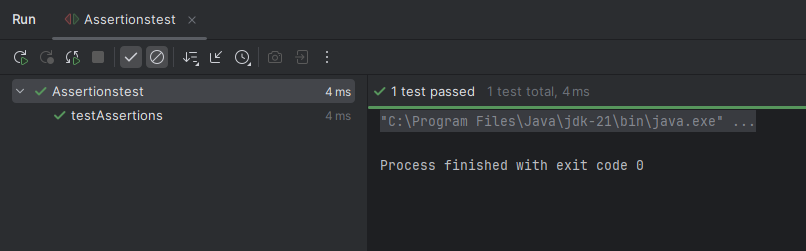 Run Assertionstest
Assertionstest 4 ms
testAssertions 4 ms
1 test passed 1 test total, 4 ms
"C:\Program Files\Java\jdk-21\bin\java.exe" ...
Process finished with exit code 0